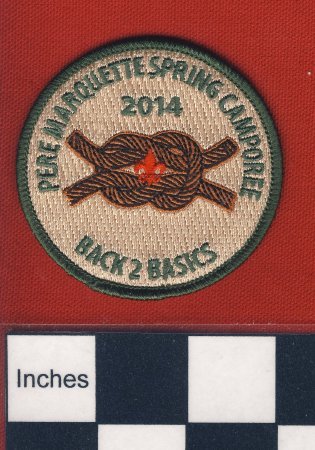 PERE MARQUETTE SPRING CAMPOREE
2014
BACK 2 BASICS
Inches